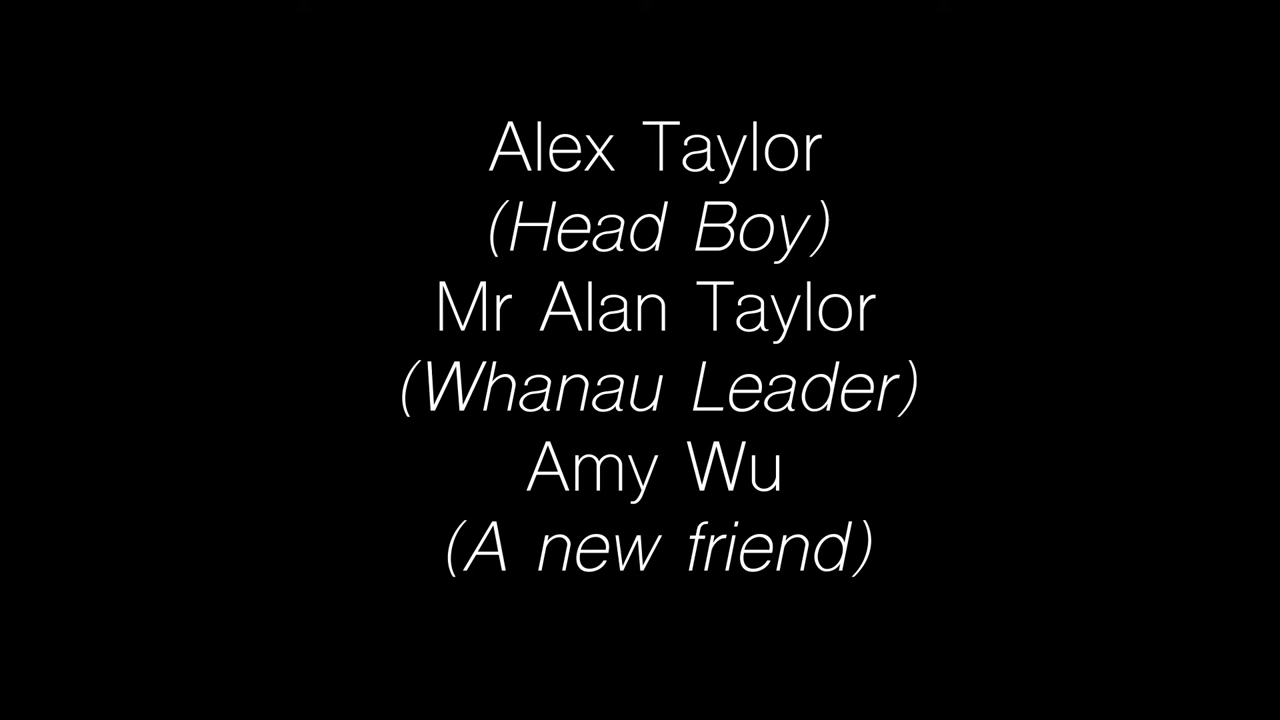 Alex Taylor
(Head Boy)
Mr Alan Taylor
(Whanau Leader)
Amy Wu
(A new friend)